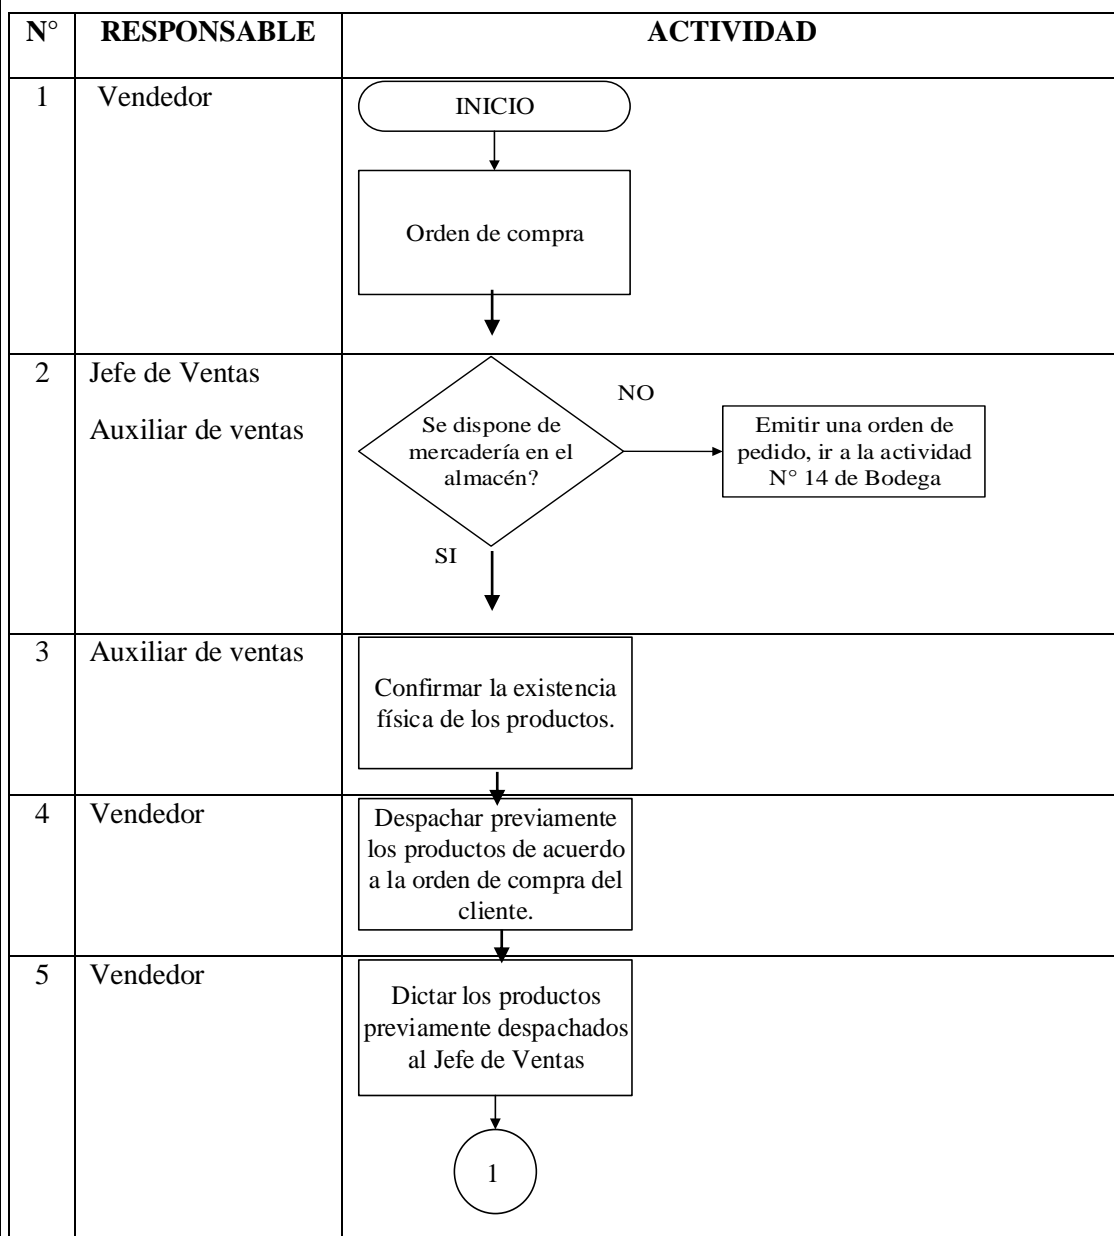 N° RESPONSABLE ACTIVIDAD
1 Vendedor
INICIO
Orden de compra
2 Jefe de Ventas
Auxiliar de ventas
Se dispone de
mercadería en el
almacén?
NO
Emitir una orden de
pedido, ir a la actividad
N° 14 de Bodega
SI
3 Auxiliar de ventas
Confirmar la existencia
física de los productos.
4 Vendedor
Despachar previamente
los productos de acuerdo
a la orden de compra del
cliente.
5 Vendedor
Dictar los productos
previamente despachados
al Jefe de Ventas
1